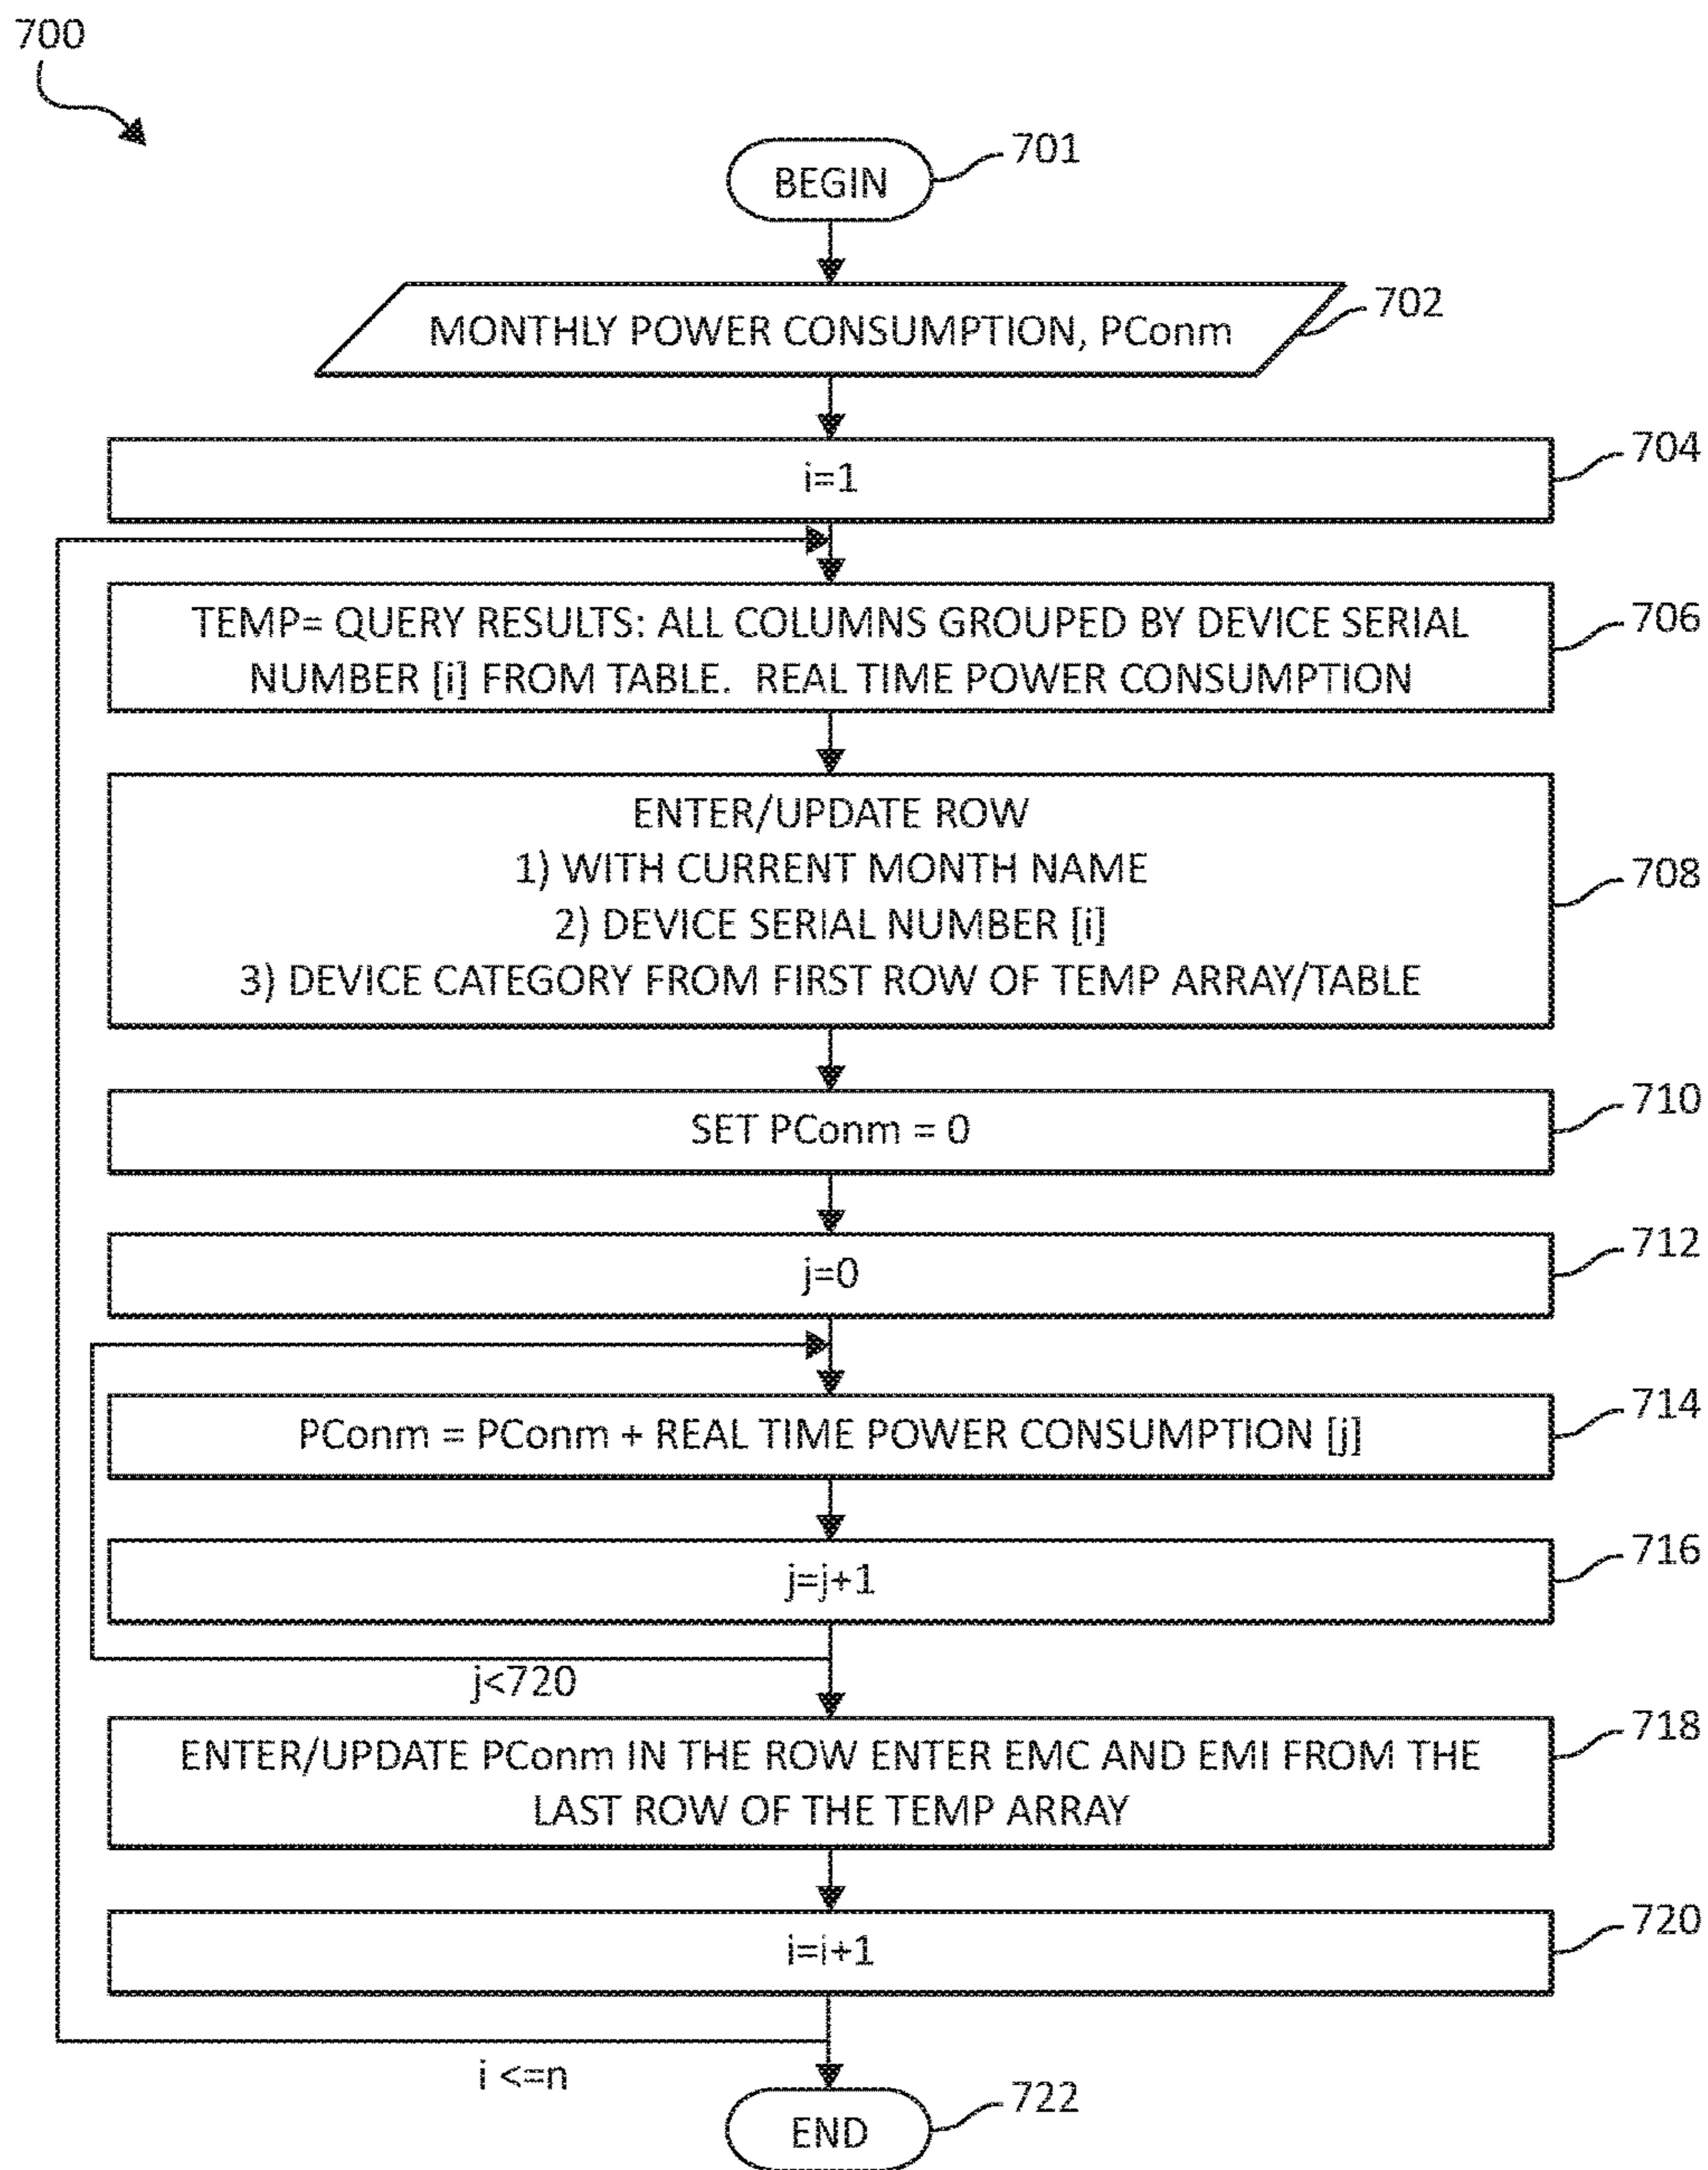 700
BEGIN
701
MONTHLY POWER CONSUMPTION, PConm
702
i=1
704
TEMP= QUERY RESULTS: ALL COLUMNS GROUPED BY DEVICE SERIAL
NUMBER [i] FROM TABLE. REAL TIME POWER CONSUMPTION
706
ENTER/UPDATE ROW
1) WITH CURRENT MONTH NAME
2) DEVICE SERIAL NUMBER [i]
3) DEVICE CATEGORY FROM FIRST ROW OF TEMP ARRAY/TABLE
708
SET PConm = 0
710
j=0
712
PConm = PConm + REAL TIME POWER CONSUMPTION [j]
714
j=j+1
716
j<720
ENTER/UPDATE PConm IN THE ROW ENTER EMC AND EMI FROM THE
LAST ROW OF THE TEMP ARRAY
718
i=i+1
720
i <=n
END
722